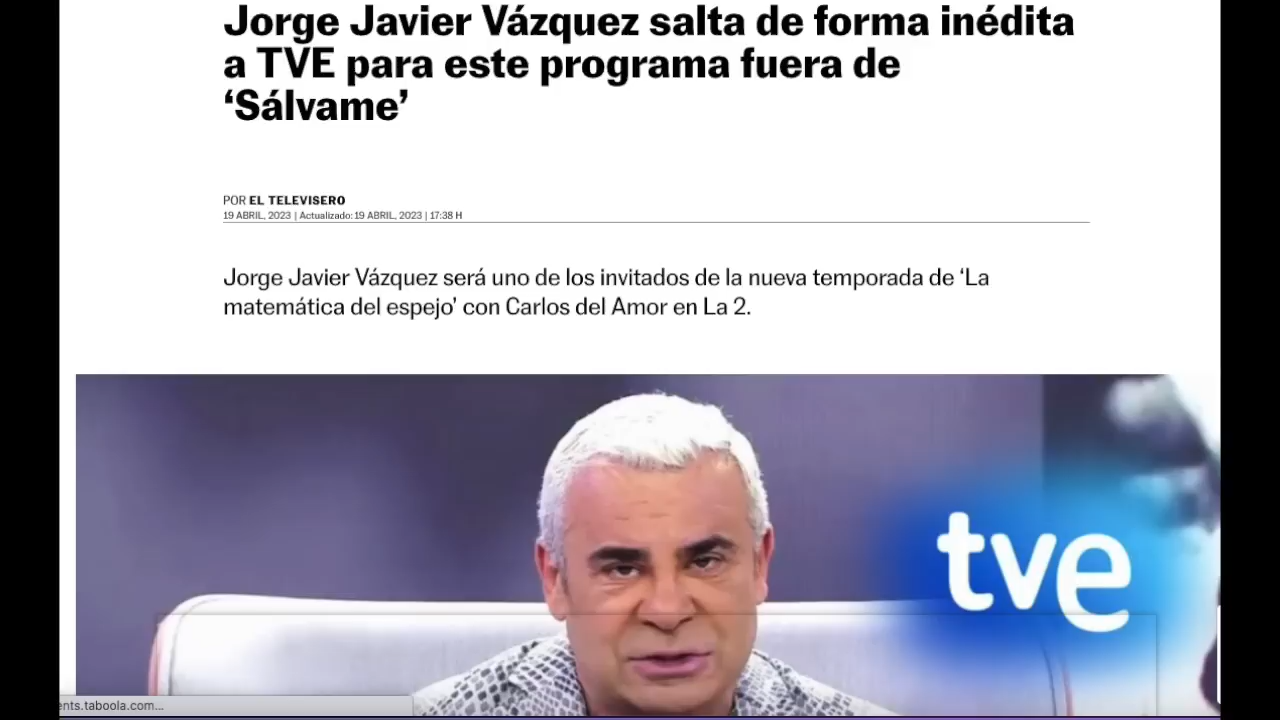 Jorge Javier Vázquez salta de forma inédita
a TVE para este programa fuera de
‘Sálvame’
POR EL TELEVISERO
19 ABRIL, 2023 | Actualizado: 19 ABRIL, 2023 | 17:38 H
Jorge Javier Vázquez será uno de los invitados de la nueva temporada de ‘La
matemática del espejo’ con Carlos del Amor en La 2.
tve
ents.taboola.com...